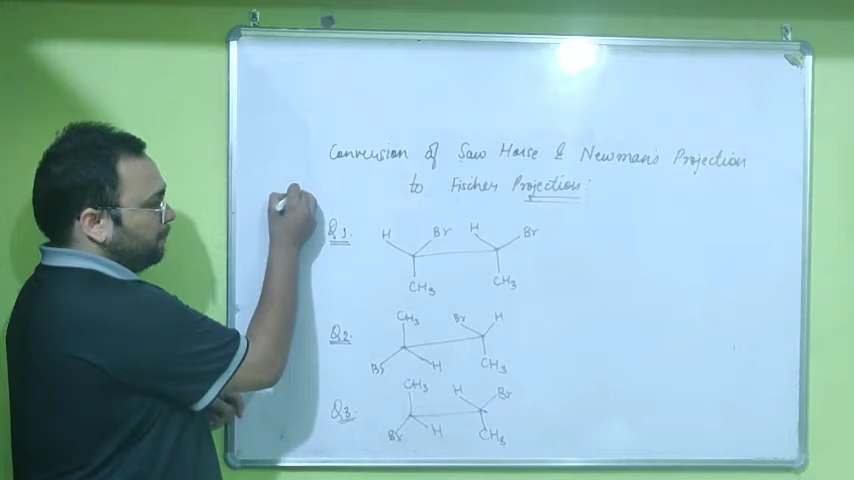 Conversion of Saw Horse & Newman's Projection
to Fischer Projection:
Q1. H Br H Br
CH3 CH3
Q2. CH3 Br H
Br H CH3
Q3. CH3 H Br
Br H CH3